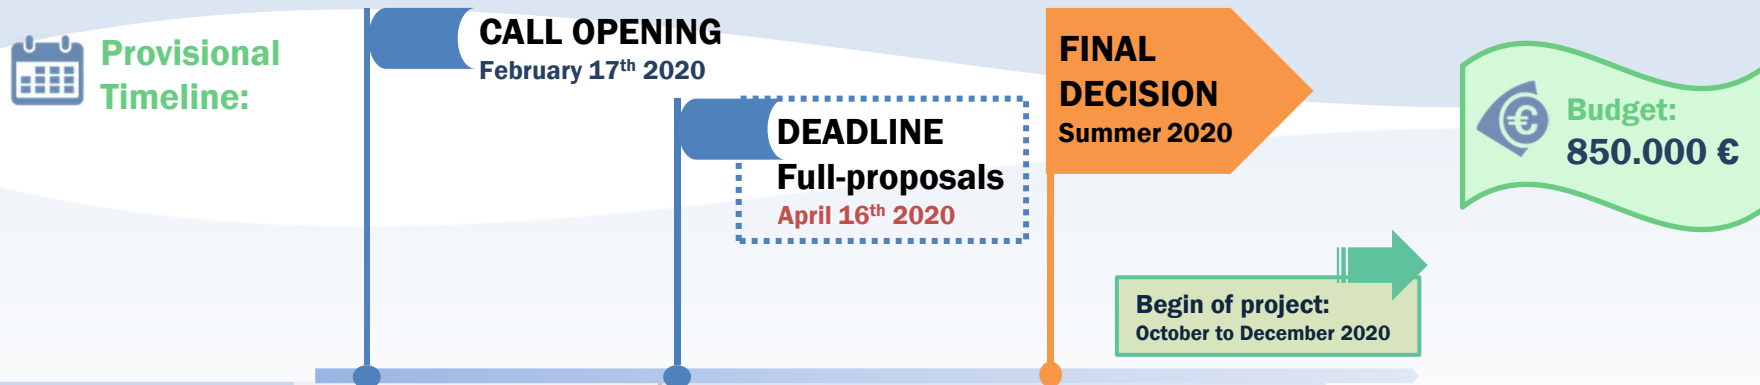 Provisional
Timeline:
CALL OPENING
February 17th 2020
DEADLINE
Full-proposals
April 16th 2020
FINAL
DECISION
Summer 2020
Begin of project:
October to December 2020
€
Budget:
850.000 €